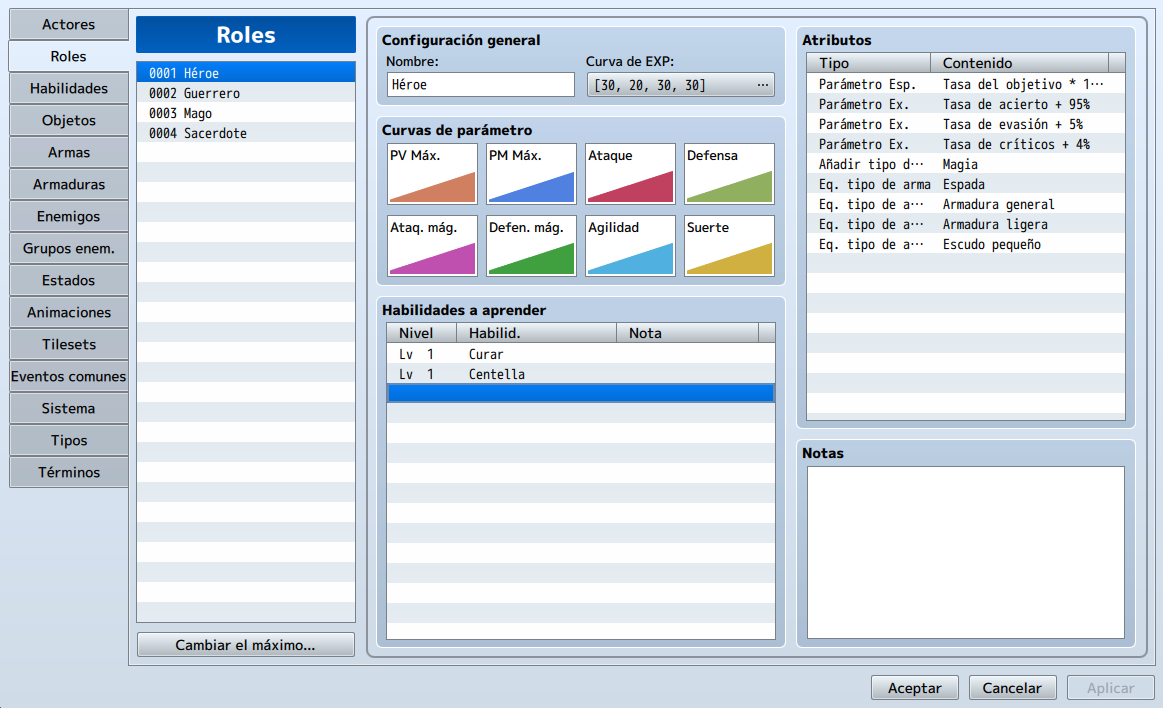 Actores
Roles
Habilidades
Objetos
Armas
Armaduras
Enemigos
Grupos enem.
Estados
Animaciones
Tilesets
Eventos comunes
Sistema
Tipos
Términos
Roles
0001 Héroe
0002 Guerrero
0003 Mago
0004 Sacerdote
Cambiar el máximo...
Configuración general
Nombre: Curva de EXP:
Héroe [30, 20, 30, 30] ...
Curvas de parámetro
PV Máx. PM Máx. Ataque Defensa
Ataq. mág. Defen. mág. Agilidad Suerte
Habilidades a aprender
Nivel Habilid. Nota
Lv 1 Curar
Lv 1 Centella
Atributos
Tipo Contenido
Parámetro Esp. Tasa del objetivo * 1···
Parámetro Ex. Tasa de acierto + 95%
Parámetro Ex. Tasa de evasión + 5%
Parámetro Ex. Tasa de críticos + 4%
Añadir tipo d··· Magia
Eq. tipo de arma Espada
Eq. tipo de a··· Armadura general
Eq. tipo de a··· Armadura ligera
Eq. tipo de a··· Escudo pequeño
Notas
Aceptar Cancelar Aplicar